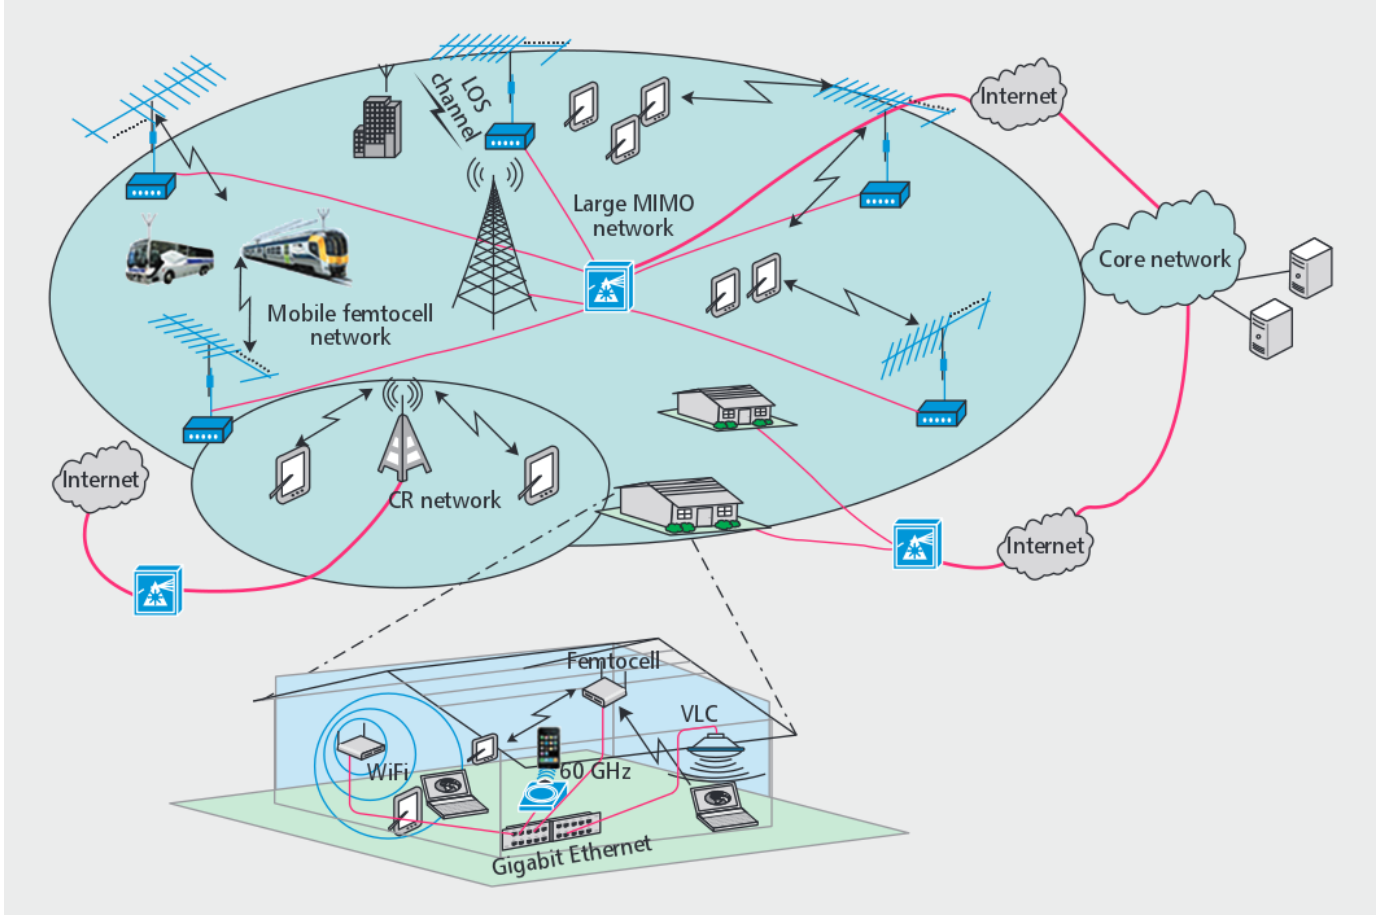 LOS
channel
Internet
Large MIMO
network
Core network
Mobile femtocell
network
Internet
CR network
Internet
Femtocell
VLC
WiFi
60 GHz
Gigabit Ethernet